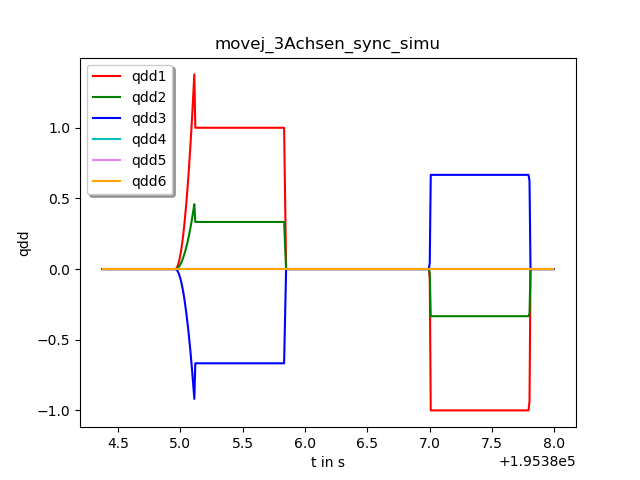 movej_3Achsen_sync_simu
qdd1
qdd2
qdd3
qdd4
qdd5
qdd6
1.0
0.5
0.0
−0.5
−1.0
qdd
4.5 5.0 5.5 6.0 6.5 7.0 7.5 8.0
t in s
+1.9538e5